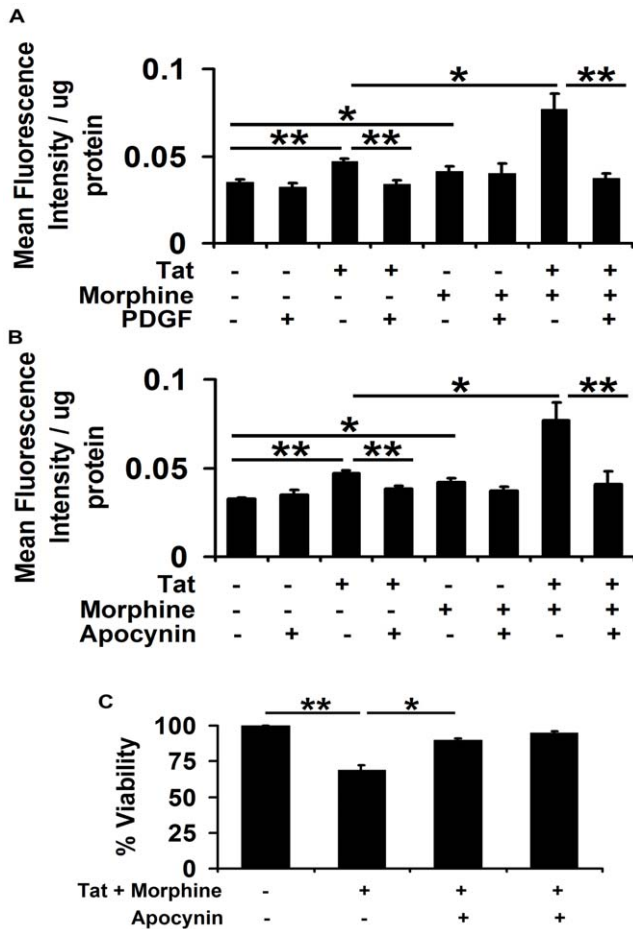 A
Mean Fluorescence
Intensity / ug
protein
0.1
0.05
0
* **
*
** **
Tat - - + + - - + +
Morphine - - - - + + + +
PDGF - + - + - + - +
B
Mean Fluorescence
Intensity / ug
protein
0.1
0.05
0
* **
*
** **
Tat - - + + - - + +
Morphine - - - - + + + +
Apocynin - + - + - + - +
C
% Viability
** *
100
75
50
25
0
Tat + Morphine - + + +
Apocynin - - + +